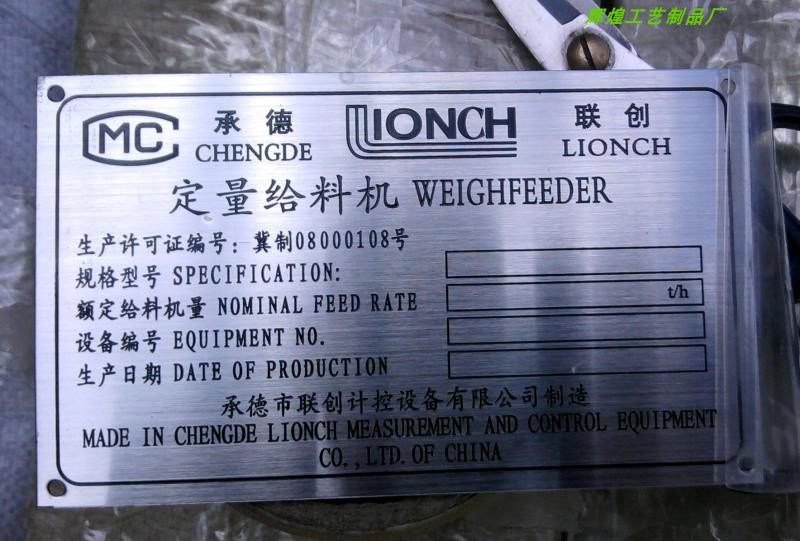 辉煌工艺制品厂
MC 承德 LIONCH 联创
CHENGDE LIONCH
定量给料机 WEIGHFEEDER
生产许可证编号：冀制08000108号
规格型号 SPECIFICATION:
额定给料机量 NOMINAL FEED RATE t/h
设备编号 EQUIPMENT NO.
生产日期 DATE OF PRODUCTION
承德市联创计控设备有限公司制造
MADE IN CHENGDE LIONCH MEASUREMENT AND CONTROL EQUIPMENT
CO.,LTD.OF CHINA